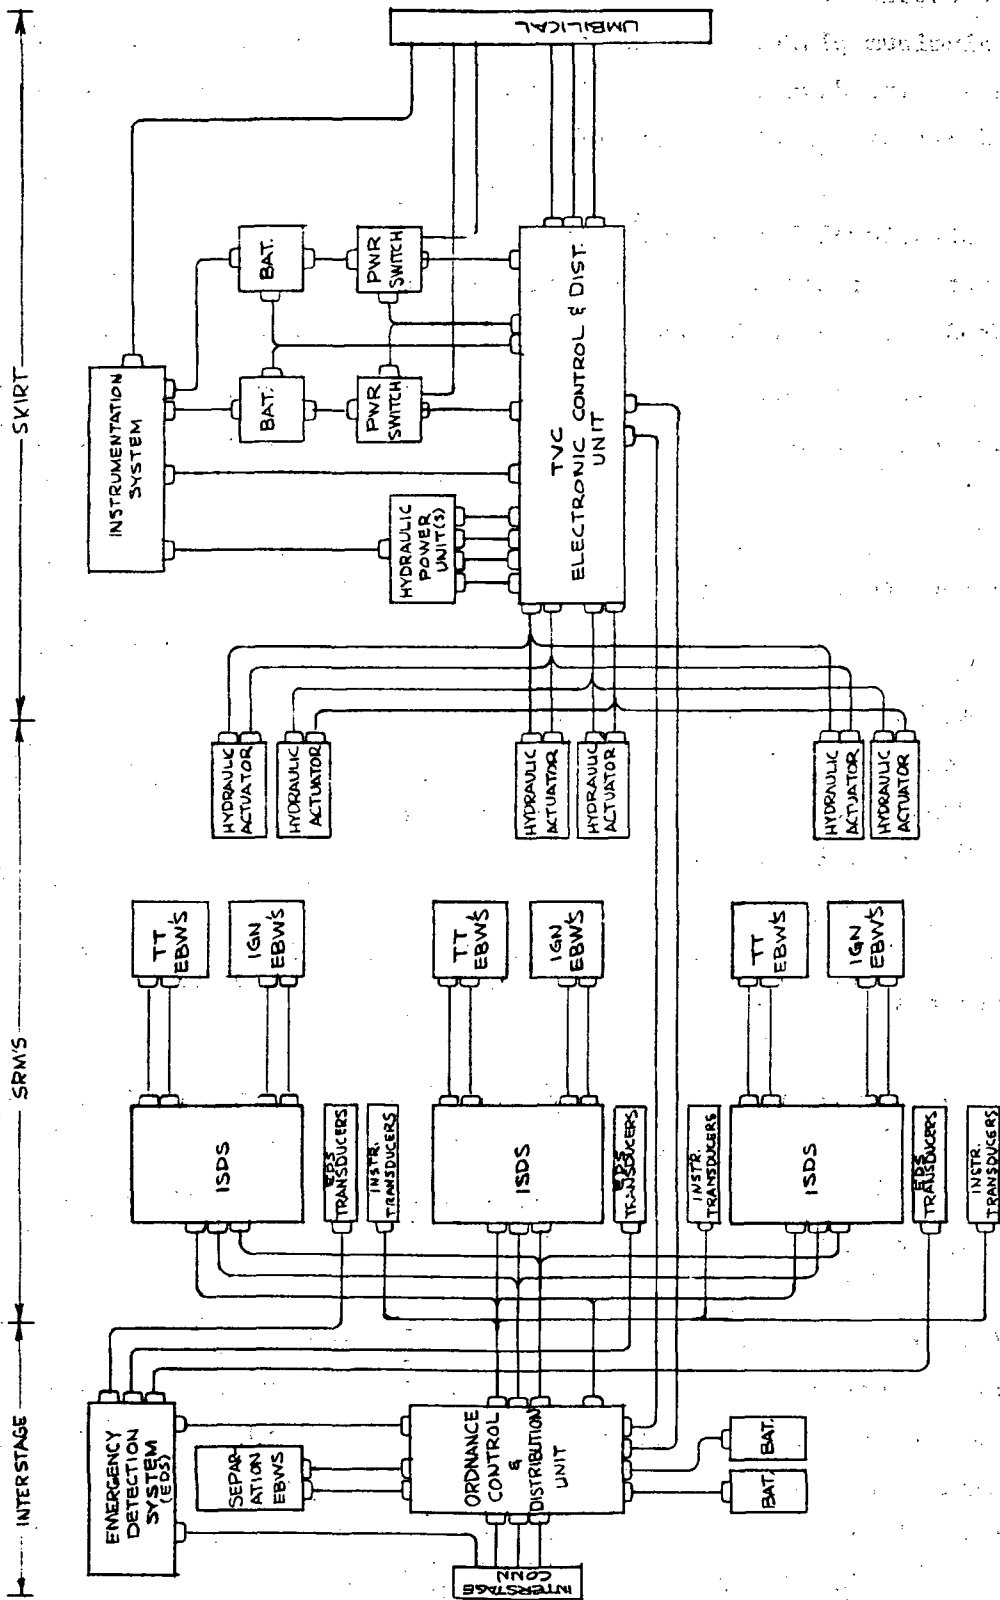 INTERSTAGE
SRM'S
SKIRT
EMERGENCY
DETECTION
SYSTEM
(EDS)
SEPAR-
ATION
EBWS
INTERSTAGE
CONN
ORDNANCE
CONTROL
&
DISTRIBUTION
UNIT
BAT.
BAT.
ISDS
TT
EBW'S
IGN
EBW'S
EDS
TRANSDUCERS
INSTR.
TRANSDUCERS
ISDS
TT
EBW'S
IGN
EBW'S
EDS
TRANSDUCERS
INSTR.
TRANSDUCERS
ISDS
TT
EBW'S
IGN
EBW'S
EDS
TRANSDUCERS
INSTR.
TRANSDUCERS
HYDRAULIC
ACTUATOR
HYDRAULIC
ACTUATOR
HYDRAULIC
ACTUATOR
HYDRAULIC
ACTUATOR
HYDRAULIC
ACTUATOR
HYDRAULIC
ACTUATOR
INSTRUMENTATION
SYSTEM
BAT.
BAT.
PWR
SWITCH
PWR
SWITCH
HYDRAULIC
POWER
UNIT(S)
TVC
ELECTRONIC CONTROL & DIST.
UNIT
UMBILICAL